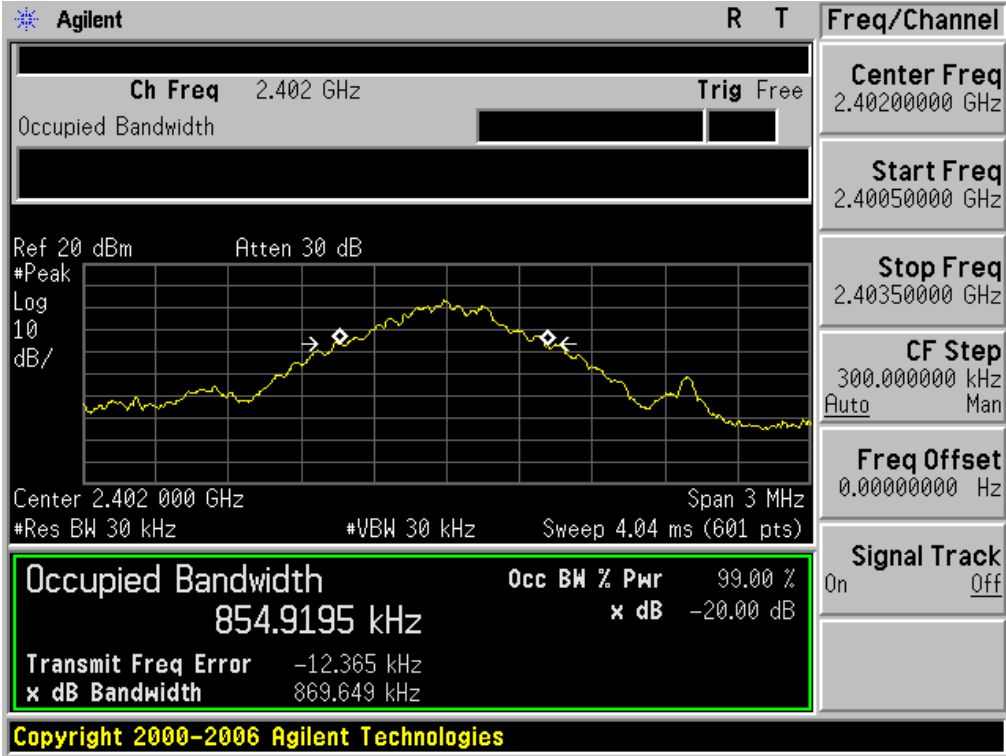 Agilent R T Freq/Channel
Ch Freq 2.402 GHz Trig Free
Occupied Bandwidth
Center Freq
2.40200000 GHz
Start Freq
2.40050000 GHz
Stop Freq
2.40350000 GHz
CF Step
300.000000 kHz
Auto Man
Freq Offset
0.00000000 Hz
Signal Track
On Off
Ref 20 dBm Atten 30 dB
#Peak
Log
10
dB/
Center 2.402 000 GHz Span 3 MHz
#Res BW 30 kHz #VBW 30 kHz Sweep 4.04 ms (601 pts)
Occupied Bandwidth
854.9195 kHz
Occ BW % Pwr 99.00 %
x dB -20.00 dB
Transmit Freq Error -12.365 kHz
x dB Bandwidth 869.649 kHz
Copyright 2000-2006 Agilent Technologies